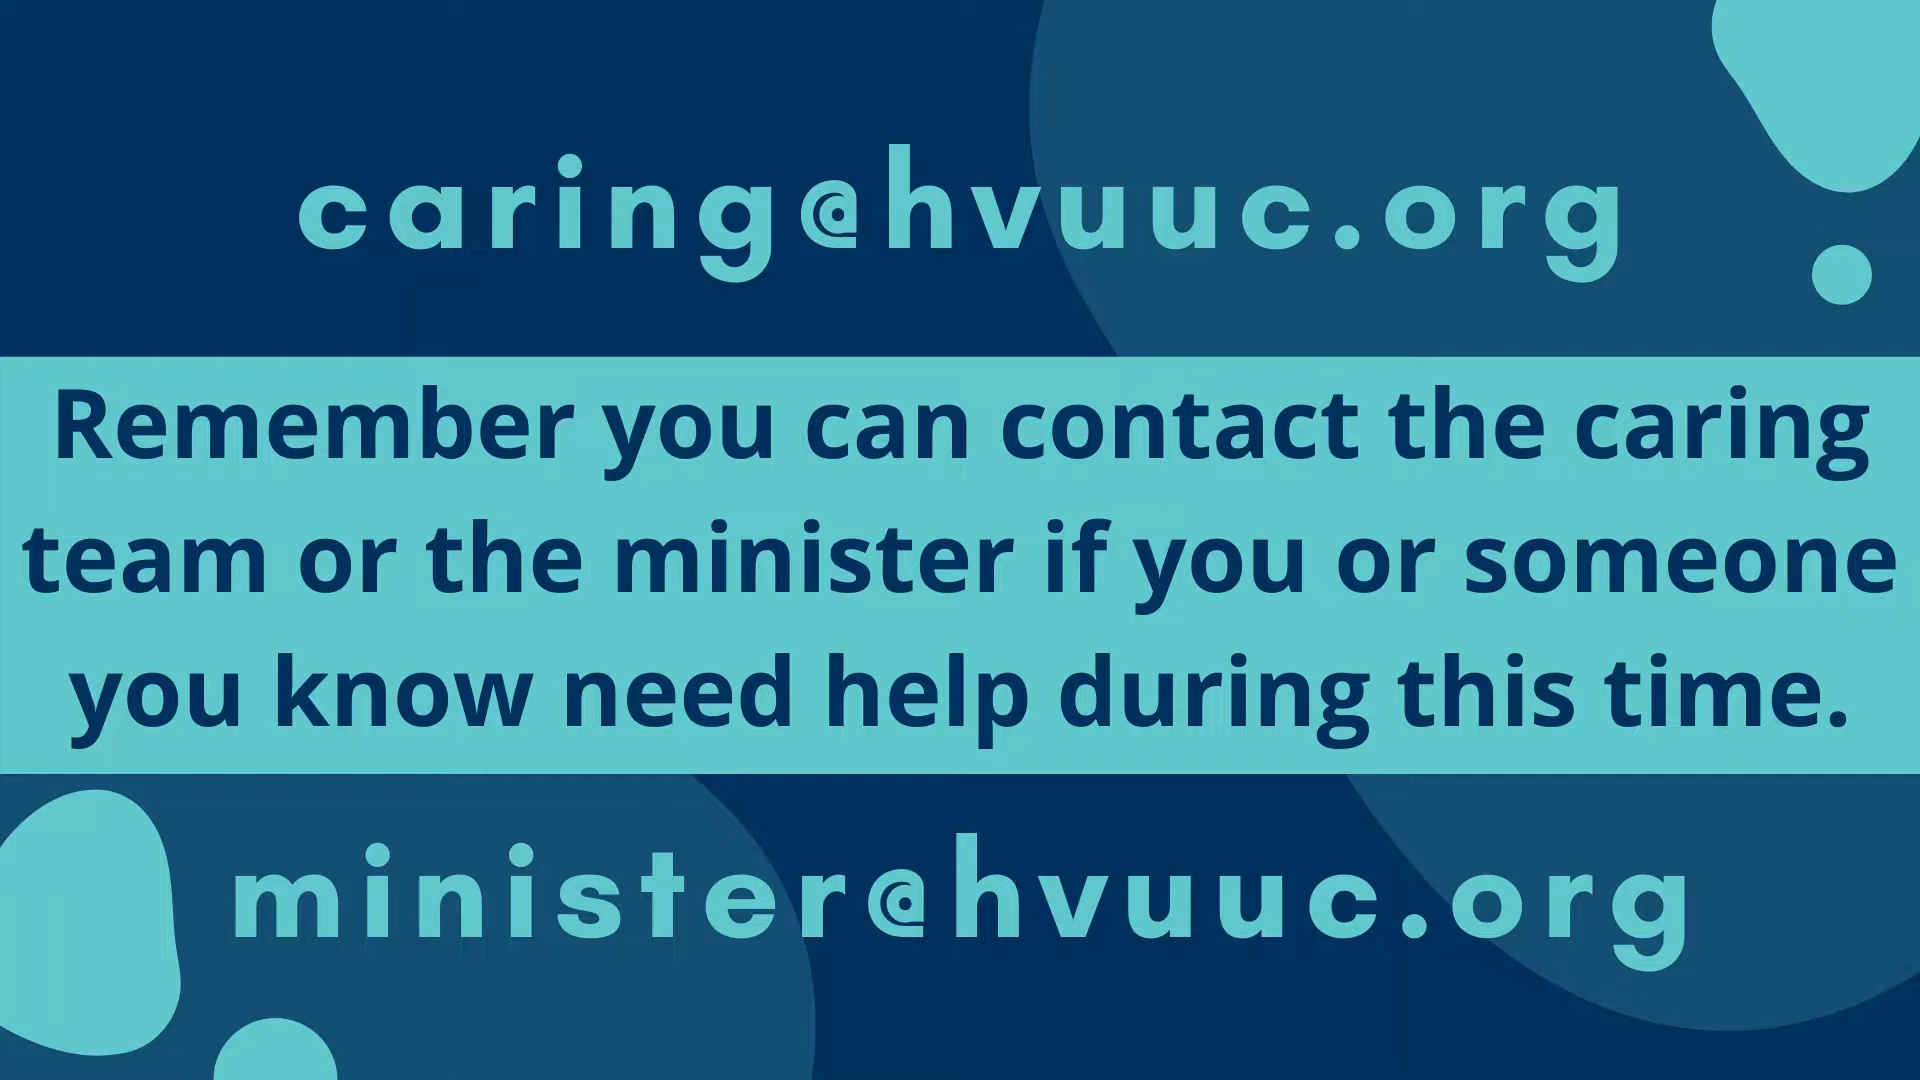 caring@hvuuc.org
Remember you can contact the caring
team or the minister if you or someone
you know need help during this time.
minister@hvuuc.org